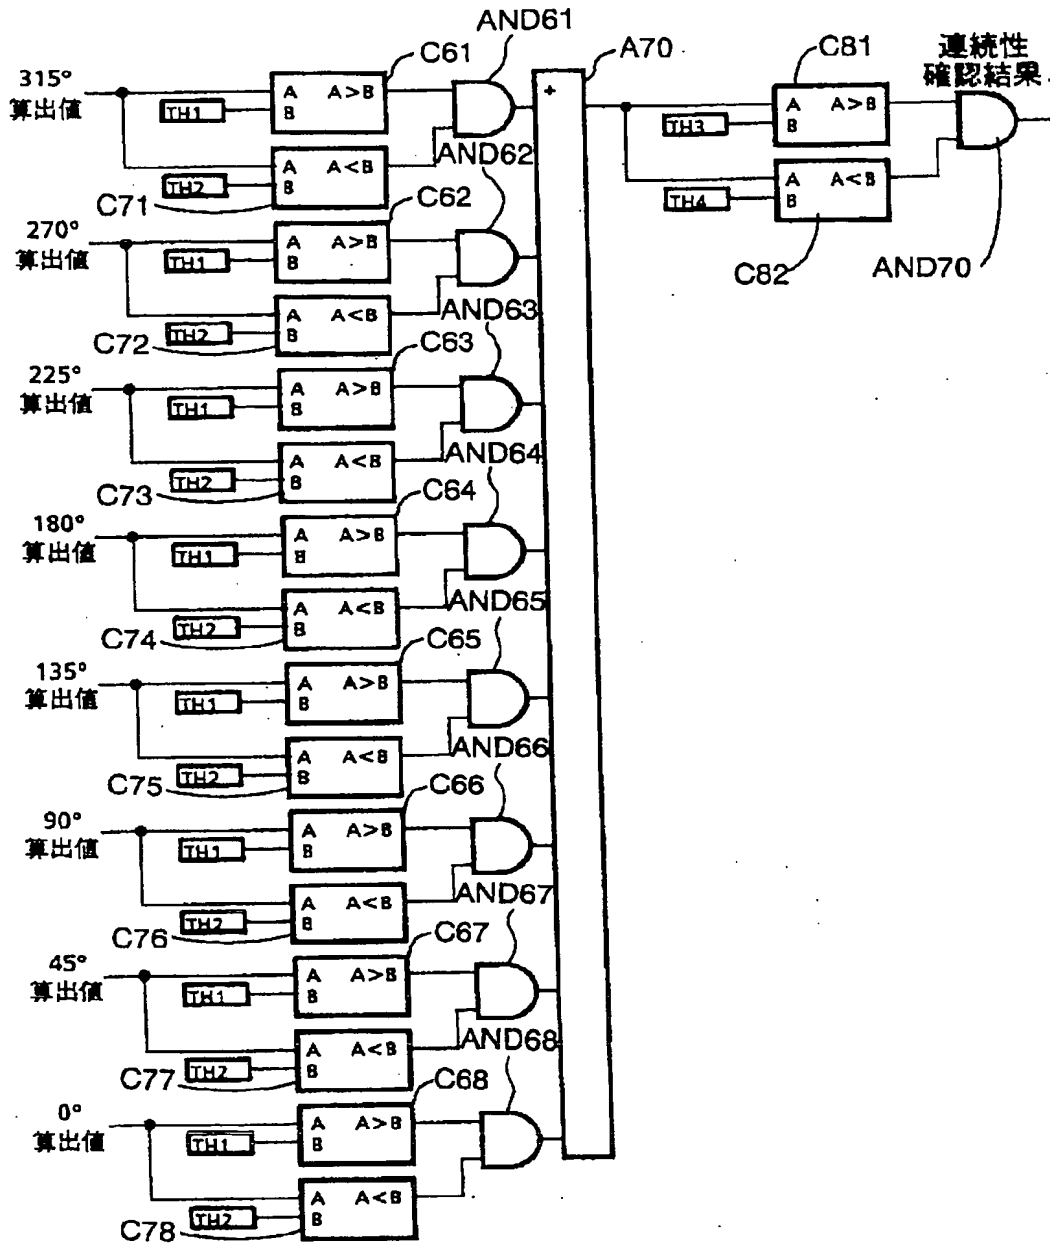 AND61
C61
A70
C81
連続性
確認結果
315°
算出値
A A>B
B
TH1
+
A A>B
B
TH3
AND62
A A<B
B
TH2
C71
C62
A A<B
B
TH4
C82
AND70
270°
算出値
A A>B
B
TH1
AND63
A A<B
B
TH2
C72
C63
225°
算出値
A A>B
B
TH1
AND64
A A<B
B
TH2
C73
C64
180°
算出値
A A>B
B
TH1
AND65
A A<B
B
TH2
C74
C65
135°
算出値
A A>B
B
TH1
AND66
A A<B
B
TH2
C75
C66
90°
算出値
A A>B
B
TH1
AND67
A A<B
B
TH2
C76
C67
45°
算出値
A A>B
B
TH1
AND68
A A<B
B
TH2
C77
C68
0°
算出値
A A>B
B
TH1
A A<B
B
TH2
C78